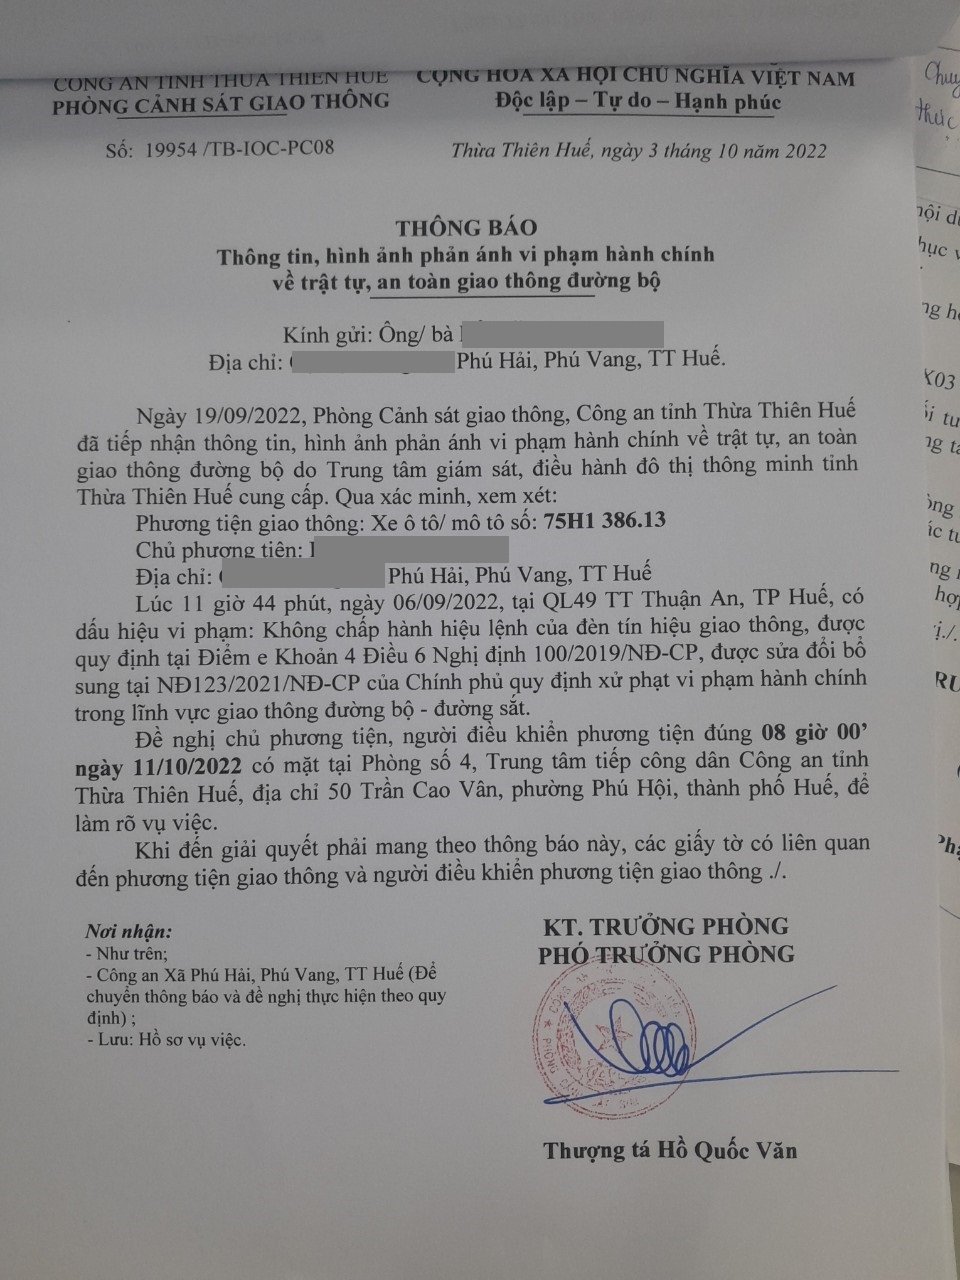 CÔNG AN TỈNH THỪA THIÊN HUẾ
PHÒNG CẢNH SÁT GIAO THÔNG
CỘNG HÒA XÃ HỘI CHỦ NGHĨA VIỆT NAM
Độc lập – Tự do – Hạnh phúc
Số: 19954 /TB-IOC-PC08
Thừa Thiên Huế, ngày 3 tháng 10 năm 2022
THÔNG BÁO
Thông tin, hình ảnh phản ánh vi phạm hành chính
về trật tự, an toàn giao thông đường bộ
Kính gửi: Ông/ bà
Địa chỉ: Phú Hải, Phú Vang, TT Huế.
Ngày 19/09/2022, Phòng Cảnh sát giao thông, Công an tỉnh Thừa Thiên Huế
đã tiếp nhận thông tin, hình ảnh phản ánh vi phạm hành chính về trật tự, an toàn
giao thông đường bộ do Trung tâm giám sát, điều hành đô thị thông minh tỉnh
Thừa Thiên Huế cung cấp. Qua xác minh, xem xét:
Phương tiện giao thông: Xe ô tô/ mô tô số: 75H1 386.13
Chủ phương tiên:
Địa chỉ: Phú Hải, Phú Vang, TT Huế
Lúc 11 giờ 44 phút, ngày 06/09/2022, tại QL49 TT Thuận An, TP Huế, có
dấu hiệu vi phạm: Không chấp hành hiệu lệnh của đèn tín hiệu giao thông, được
quy định tại Điểm e Khoản 4 Điều 6 Nghị định 100/2019/NĐ-CP, được sửa đổi bổ
sung tại NĐ123/2021/NĐ-CP của Chính phủ quy định xử phạt vi phạm hành chính
trong lĩnh vực giao thông đường bộ - đường sắt.
Đề nghị chủ phương tiện, người điều khiển phương tiện đúng 08 giờ 00’
ngày 11/10/2022 có mặt tại Phòng số 4, Trung tâm tiếp công dân Công an tỉnh
Thừa Thiên Huế, địa chỉ 50 Trần Cao Vân, phường Phú Hội, thành phố Huế, để
làm rõ vụ việc.
Khi đến giải quyết phải mang theo thông báo này, các giấy tờ có liên quan
đến phương tiện giao thông và người điều khiển phương tiện giao thông ./.
Nơi nhận:
- Như trên;
- Công an Xã Phú Hải, Phú Vang, TT Huế (Để
chuyển thông báo và đề nghị thực hiện theo quy
định) ;
- Lưu: Hồ sơ vụ việc.
KT. TRƯỞNG PHÒNG
PHÓ TRƯỞNG PHÒNG
Thượng tá Hồ Quốc Văn